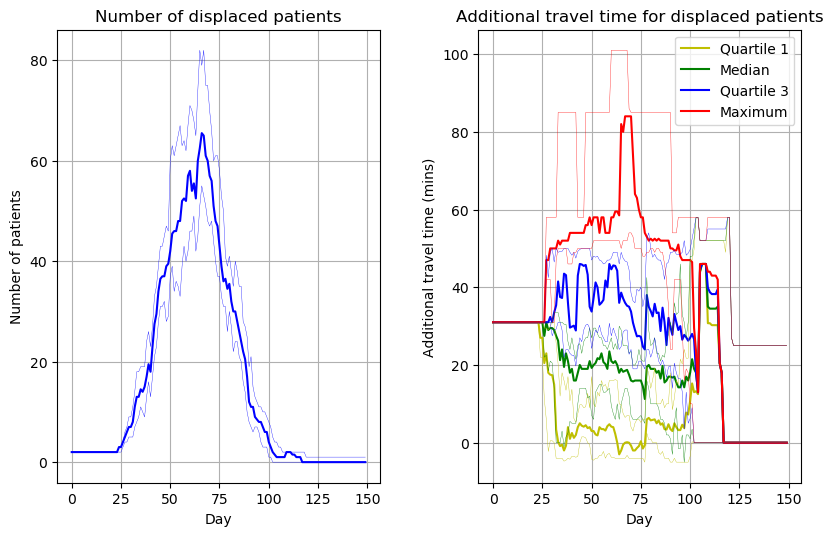 Number of displaced patients
Number of patients
80
60
40
20
0
0 25 50 75 100 125 150
Day
Additional travel time for displaced patients
Additional travel time (mins)
100
80
60
40
20
0
0 25 50 75 100 125 150
Day
Quartile 1
Median
Quartile 3
Maximum